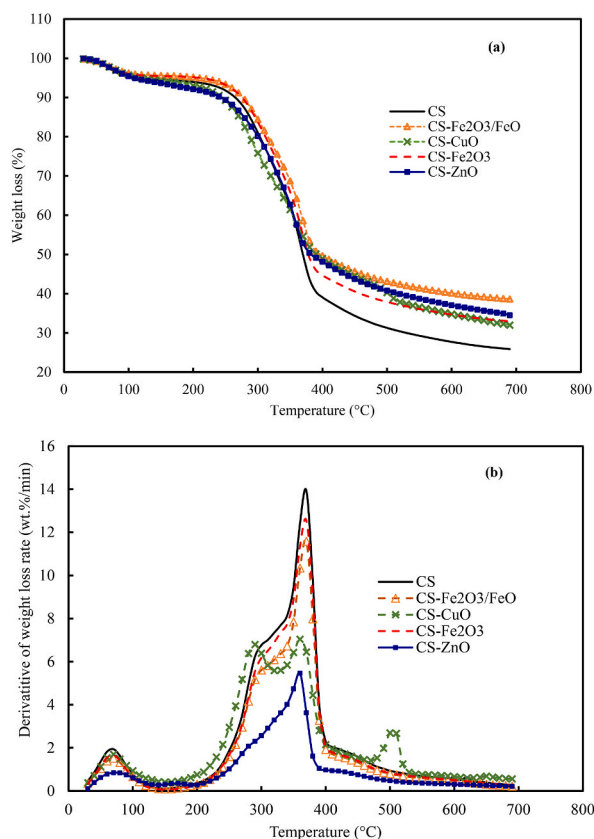 (a)
Weight loss (%)
110
100
90
80
70
60
50
40
30
20
CS
CS-Fe2O3/FeO
CS-CuO
CS-Fe2O3
CS-ZnO
0 100 200 300 400 500 600 700 800
Temperature (°C)
(b)
Derivatitive of weight loss rate (wt.%/min)
16
14
12
10
8
6
4
2
0
CS
CS-Fe2O3/FeO
CS-CuO
CS-Fe2O3
CS-ZnO
0 100 200 300 400 500 600 700 800
Temperature (°C)